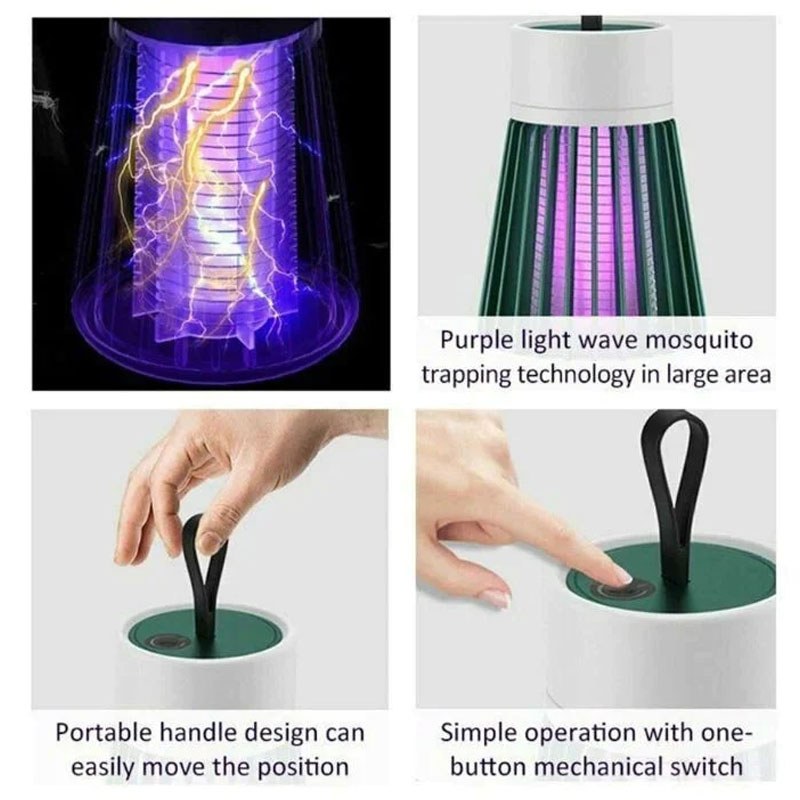 Purple light wave mosquito
trapping technology in large area
Portable handle design can
easily move the position
Simple operation with one-
button mechanical switch